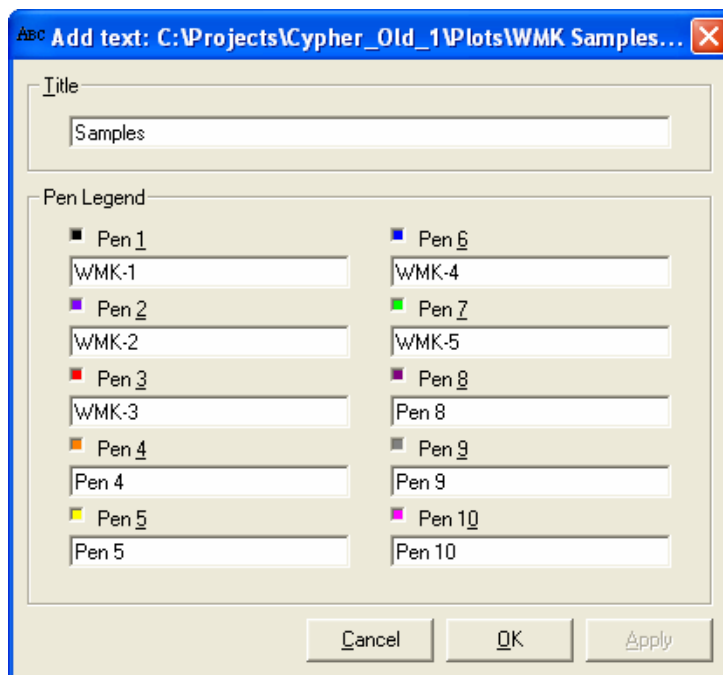 ABC Add text: C:\Projects\Cypher_Old_1\Plots\WMK Samples...
Title
Samples
Pen Legend
Pen 1
WMK-1
Pen 2
WMK-2
Pen 3
WMK-3
Pen 4
Pen 4
Pen 5
Pen 5
Pen 6
WMK-4
Pen 7
WMK-5
Pen 8
Pen 8
Pen 9
Pen 9
Pen 10
Pen 10
Cancel
OK
Apply